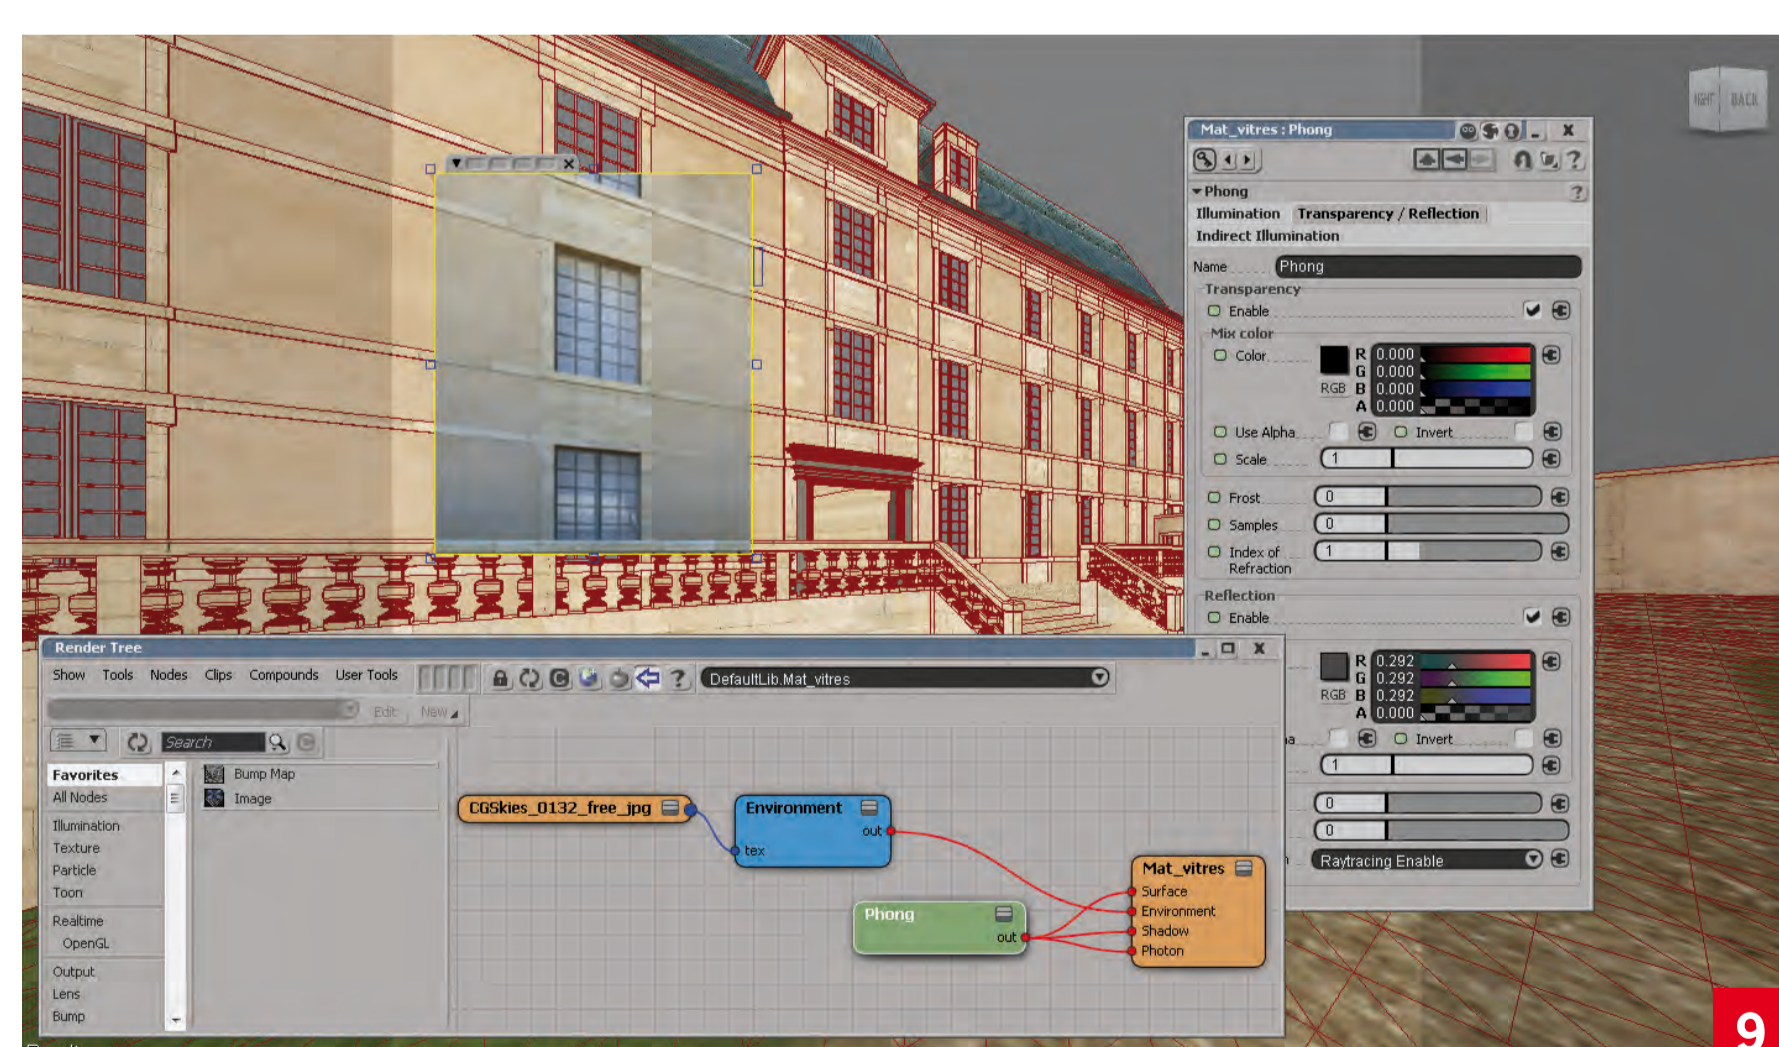 IGHT BACK
Mat_vitres : Phong
Phong
Illumination Transparency / Reflection
Indirect Illumination
Name Phong
Transparency
Enable
Mix color
Color R 0.000
G 0.000
RGB B 0.000
A 0.000
Use Alpha Invert
Scale 1
Frost 0
Samples 0
Index of 1
Refraction
Reflection
Enable
R 0.292
G 0.292
RGB B 0.292
A 0.000
a Invert
1
0
0
Raytracing Enable
Render Tree
Show Tools Nodes Clips Compounds User Tools
DefaultLib.Mat_vitres
Edit New
Search
Favorites
All Nodes
Illumination
Texture
Particle
Toon
Realtime
OpenGL
Output
Lens
Bump
Bump Map
Image
CGSkies_0132_free_jpg
Environment
out
tex
Phong
out
Mat_vitres
Surface
Environment
Shadow
Photon
9